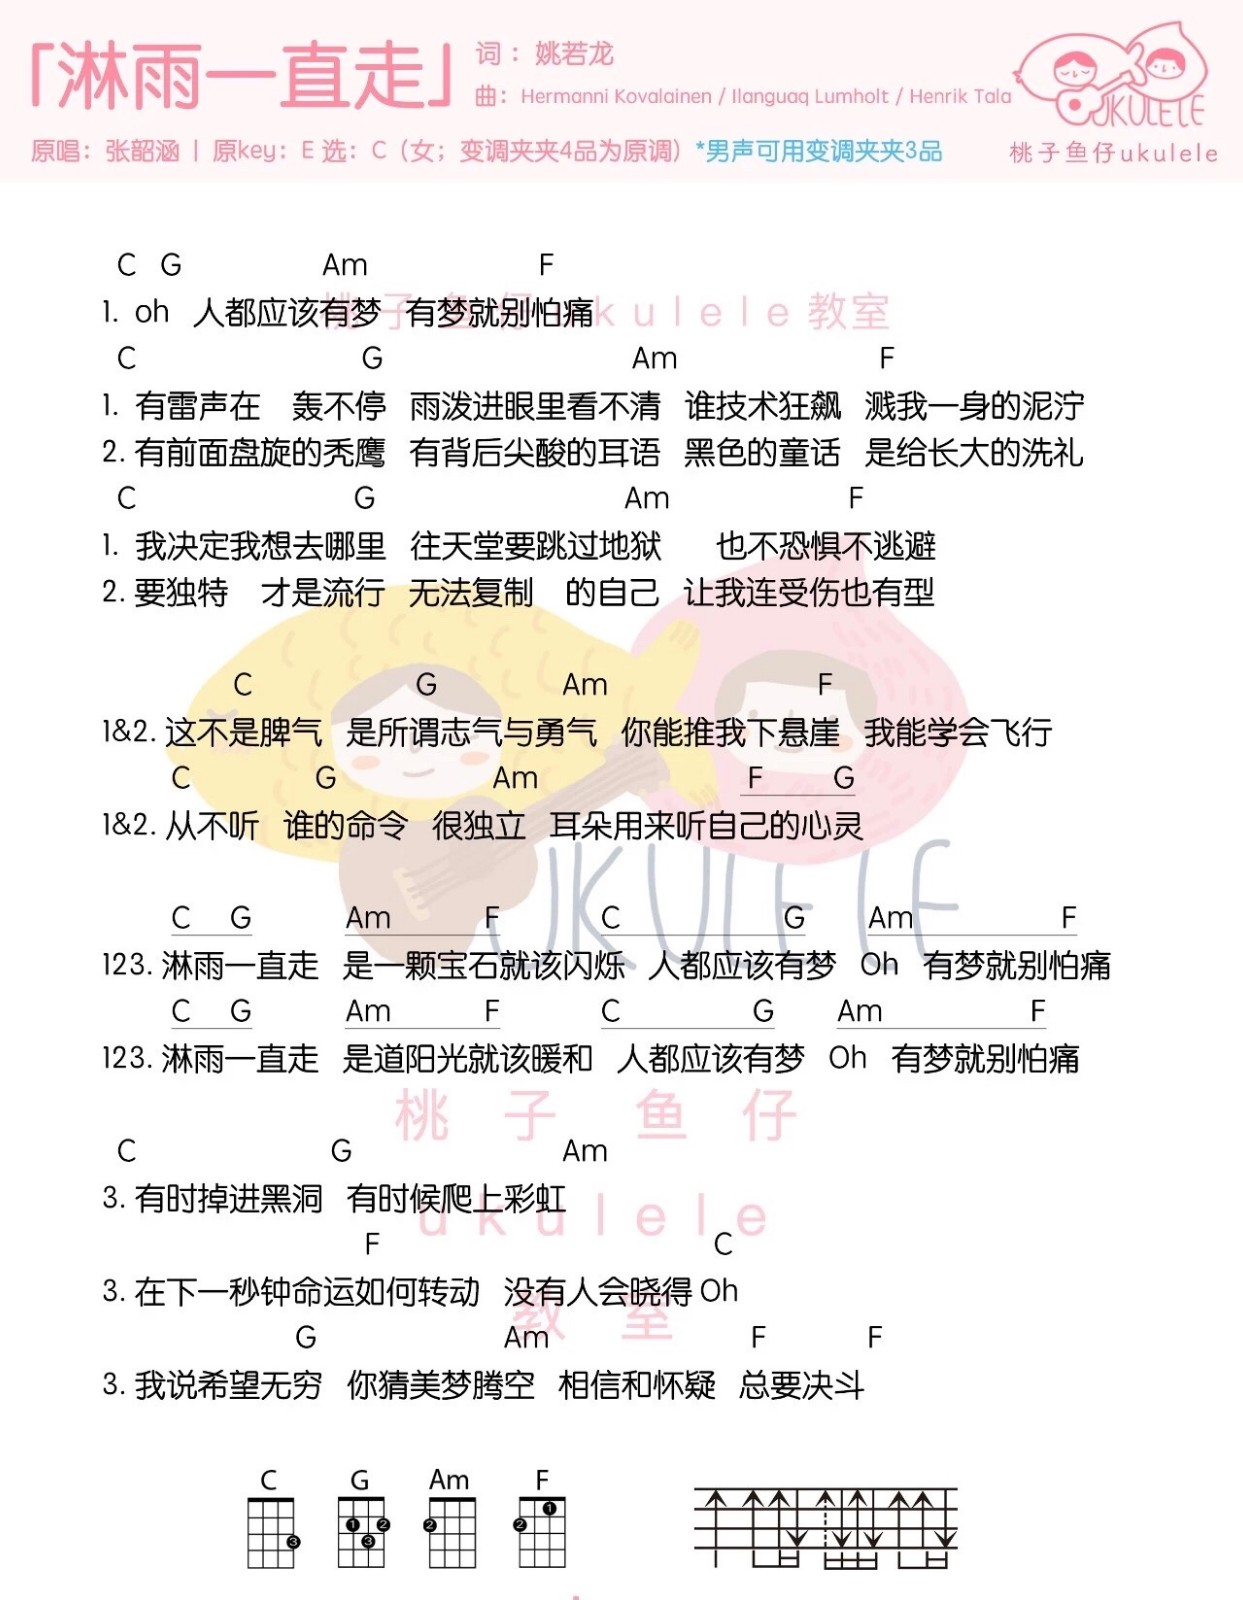 「淋雨一直走」 词：姚若龙
曲：Hermanni Kovalainen / Ilanguaq Lumholt / Henrik Tala
原唱：张韶涵 | 原key：E 选：C（女；变调夹夹4品为原调）*男声可用变调夹夹3品
UKULELE
桃子鱼仔ukulele
C G Am F
1. oh 人都应该有梦 有梦就别怕痛
桃子鱼仔ukulele教室
C G Am F
1. 有雷声在 轰不停 雨泼进眼里看不清 谁技术狂飙 溅我一身的泥泞
2. 有前面盘旋的秃鹰 有背后尖酸的耳语 黑色的童话 是给长大的洗礼
C G Am F
1. 我决定我想去哪里 往天堂要跳过地狱 也不恐惧不逃避
2. 要独特 才是流行 无法复制 的自己 让我连受伤也有型
C G Am F
1&2. 这不是脾气 是所谓志气与勇气 你能推我下悬崖 我能学会飞行
C G Am F G
1&2. 从不听 谁的命令 很独立 耳朵用来听自己的心灵
UKULELE
C G Am F C G Am F
123. 淋雨一直走 是一颗宝石就该闪烁 人都应该有梦 Oh 有梦就别怕痛
C G Am F C G Am F
123. 淋雨一直走 是道阳光就该暖和 人都应该有梦 Oh 有梦就别怕痛
桃子鱼仔
C G Am
3. 有时掉进黑洞 有时候爬上彩虹
ukulele
F C
3. 在下一秒钟命运如何转动 没有人会晓得 Oh
教室
G Am F F
3. 我说希望无穷 你猜美梦腾空 相信和怀疑 总要决斗
C G Am F
3 1 2 3 2 2 1